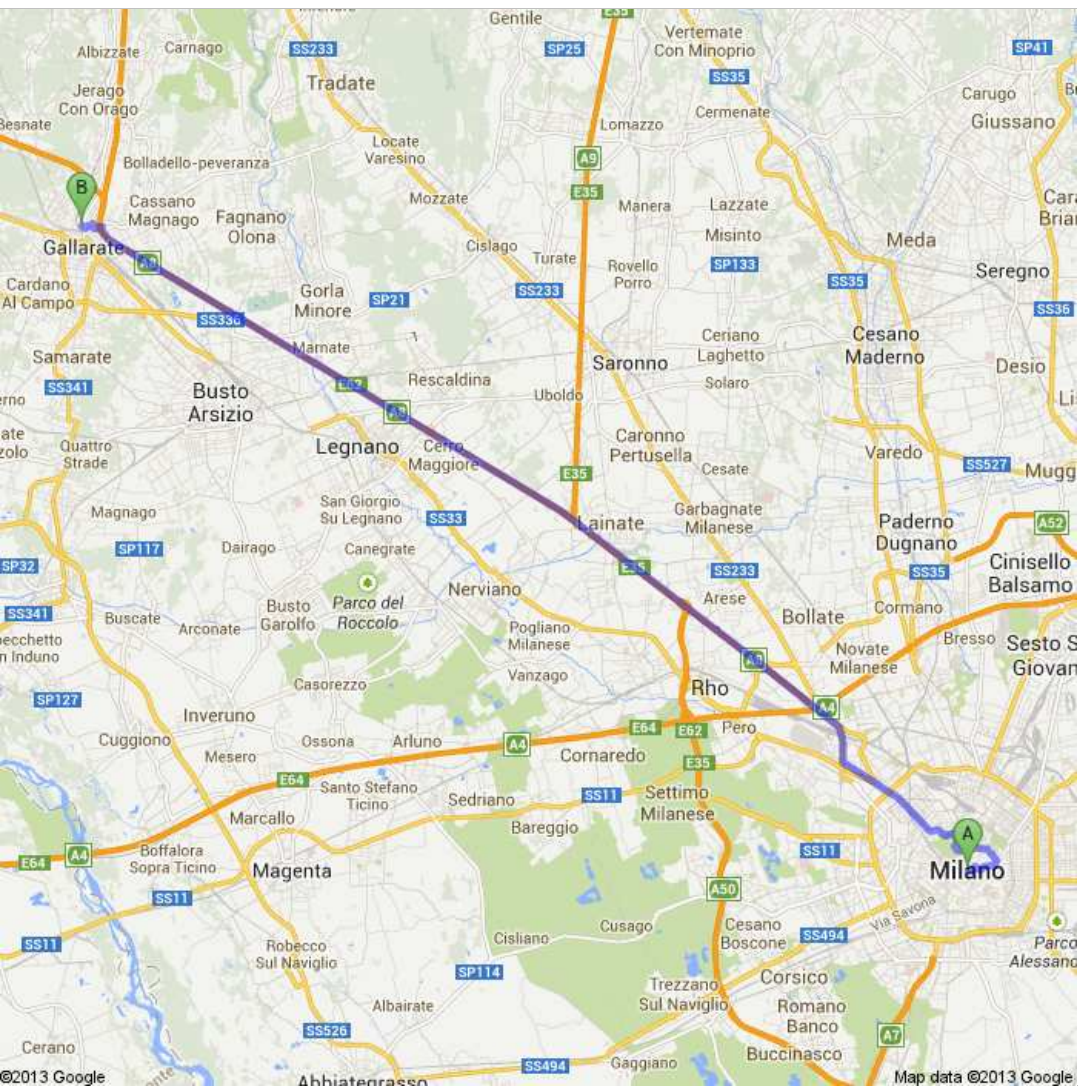 Gentile
E35
Vertemate
Con Minoprio
SP25
SP41
Albizzate
Carnago
SS233
SS35
Tradate
Jerago
Con Orago
Carugo
Giussano
Cermenate
Lomazzo
Besnate
Locate
Varesino
A9
E35
Bolladello-peveranza
B
Cassano
Magnago
Fagnano
Olona
Mozzate
Manera
Lazzate
Misinto
Meda
Gallarate
Cislago
Turate
Rovello
Porro
SP133
Seregno
Cardano
Al Campo
Gorla
Minore
SP21
SS233
SS35
SS36
SS336
Marnate
Ceriano
Laghetto
Cesano
Maderno
Samarate
SS341
Busto
Arsizio
E62
Rescaldina
Saronno
Solaro
Desio
Uboldo
Legnano
Cerro
Maggiore
Caronno
Pertusella
Quattro
Strade
Cesate
Varedo
SS527
E35
Magnago
San Giorgio
Su Legnano
SS33
Lainate
Garbagnate
Milanese
Paderno
Dugnano
A52
SP117
Dairago
Canegrate
Cinisello
Balsamo
SP32
E35
SS233
SS35
Parco del
Roccolo
Nerviano
Arese
Bollate
Cormano
SS341
Buscate
Arconate
Busto
Garolfo
Pogliano
Milanese
Bresso
Novate
Milanese
Vanzago
Casorezzo
Rho
SP127
Inveruno
A4
Cuggiono
Ossona
Arluno
A4
E64
E62
Pero
Mesero
Cornaredo
E64
E35
Santo Stefano
Ticino
Sedriano
SS11
Settimo
Milanese
Marcallo
Bareggio
A
E64
A4
Boffalora
Sopra Ticino
Magenta
SS11
Milano
SS11
A50
Via Savona
Cusago
Cesano
Boscone
SS494
SS11
Cisliano
Robecco
Sul Naviglio
SP114
Corsico
Trezzano
Sul Naviglio
Albairate
Romano
Banco
SS526
A7
Cerano
Buccinasco
SS494
Gaggiano
Abbiategrasso
©2013 Google
Map data ©2013 Google